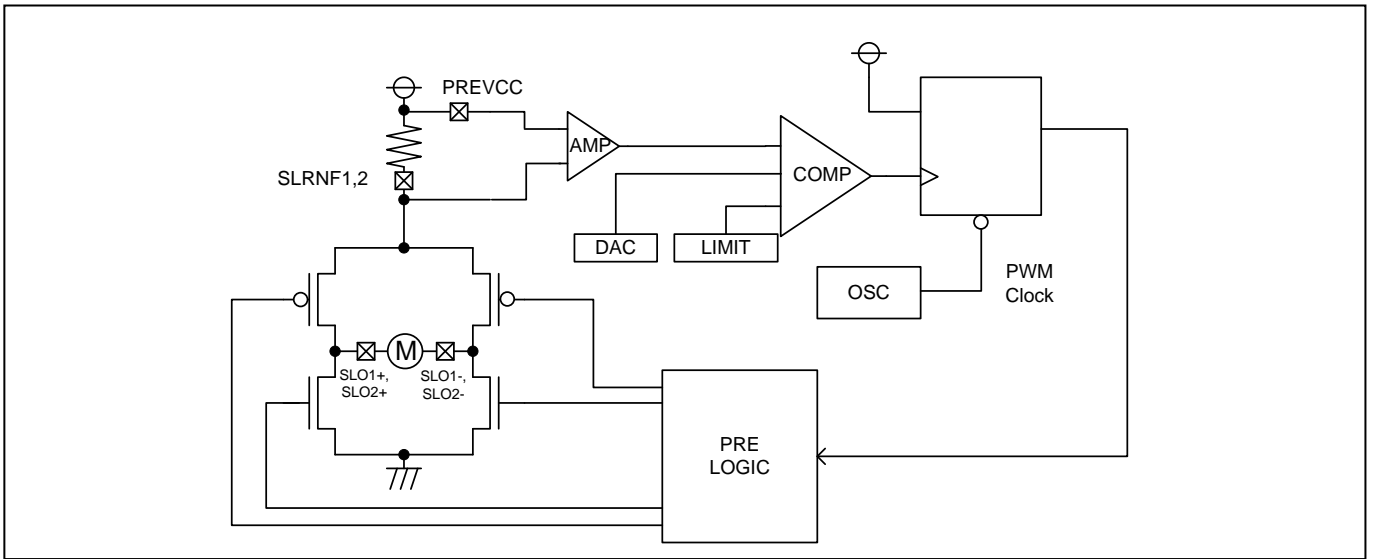 PREVCC
AMP
SLRNF1,2
COMP
DAC
LIMIT
OSC
PWM
Clock
M
SLO1+,
SLO2+
SLO1-,
SLO2-
PRE
LOGIC